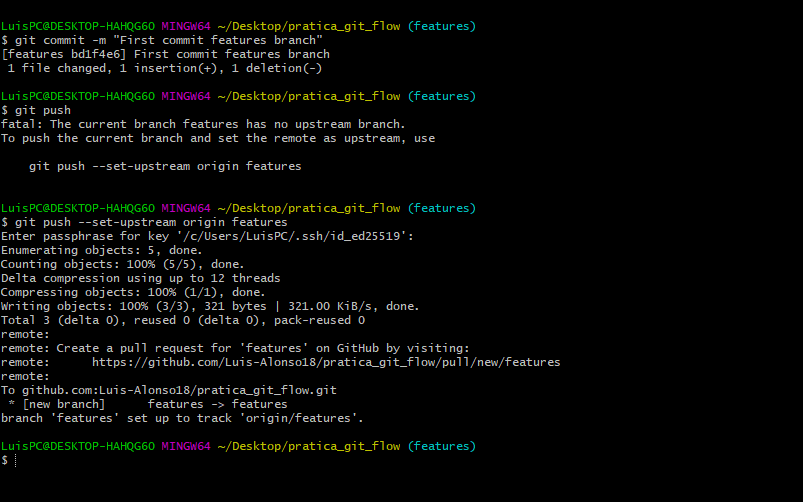 LuisPC@DESKTOP-HAHQG6O MINGW64 ~/Desktop/pratica_git_flow (features)
$ git commit -m "First commit features branch"
[features bd1f4e6] First commit features branch
 1 file changed, 1 insertion(+), 1 deletion(-)

LuisPC@DESKTOP-HAHQG6O MINGW64 ~/Desktop/pratica_git_flow (features)
$ git push
fatal: The current branch features has no upstream branch.
To push the current branch and set the remote as upstream, use

    git push --set-upstream origin features


LuisPC@DESKTOP-HAHQG6O MINGW64 ~/Desktop/pratica_git_flow (features)
$ git push --set-upstream origin features
Enter passphrase for key '/c/Users/LuisPC/.ssh/id_ed25519':
Enumerating objects: 5, done.
Counting objects: 100% (5/5), done.
Delta compression using up to 12 threads
Compressing objects: 100% (1/1), done.
Writing objects: 100% (3/3), 321 bytes | 321.00 KiB/s, done.
Total 3 (delta 0), reused 0 (delta 0), pack-reused 0
remote:
remote: Create a pull request for 'features' on GitHub by visiting:
remote:      https://github.com/Luis-Alonso18/pratica_git_flow/pull/new/features
remote:
To github.com:Luis-Alonso18/pratica_git_flow.git
 * [new branch]      features -> features
branch 'features' set up to track 'origin/features'.

LuisPC@DESKTOP-HAHQG6O MINGW64 ~/Desktop/pratica_git_flow (features)
$